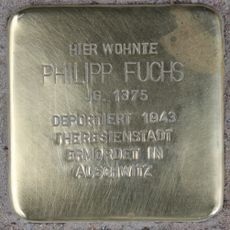 HIER WOHNTE
PHILIPP FUCHS
JG. 1875
DEPORTIERT 1943
THERESIENSTADT
ERMORDET IN
AUSCHWITZ